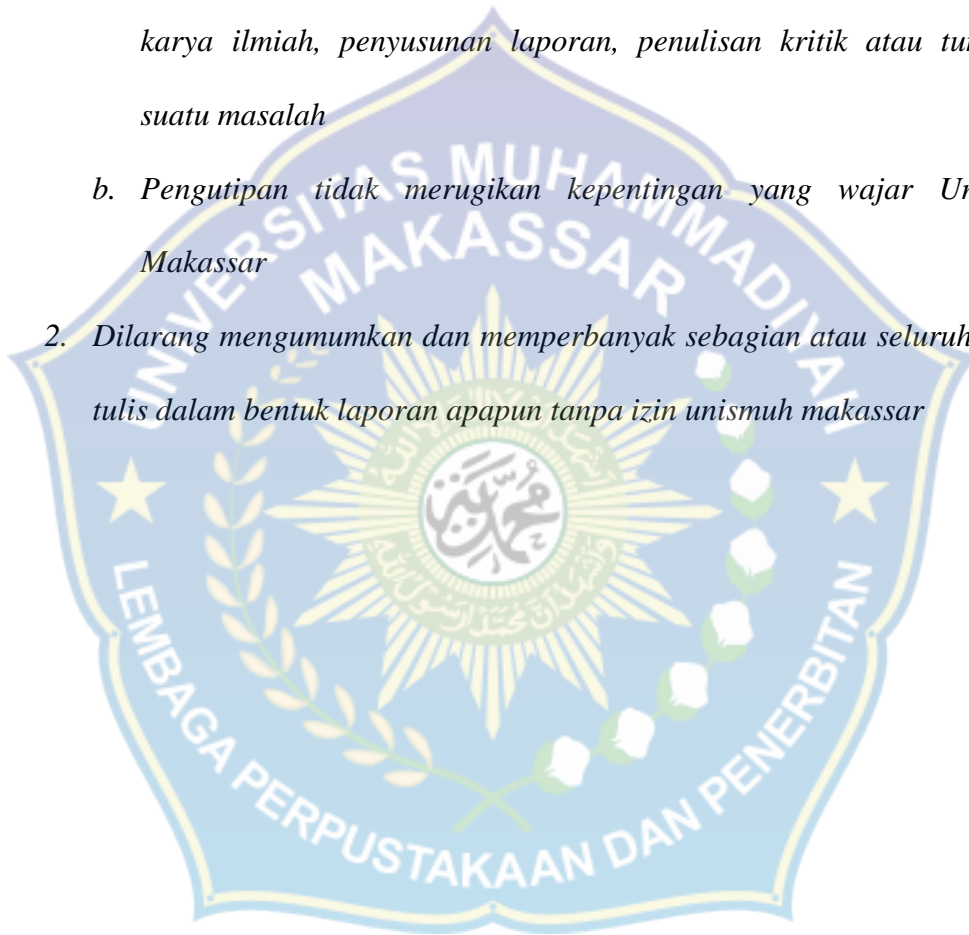 karya ilmiah, penyusunan laporan, penulisan kritik atau
suatu masalah
b. Pengutipan tidak merugikan kepentingan yang wajar
Makassar
2. Dilarang mengumumkan dan memperbanyak sebagian atau seluruh
tulis dalam bentuk laporan apapun tanpa izin unismuh makassar
UNIVERSITAS MUHAMMADIYAH
MAKASSAR
محمدية
LEMBAGA PERPUSTAKAAN DAN PENERBITAN